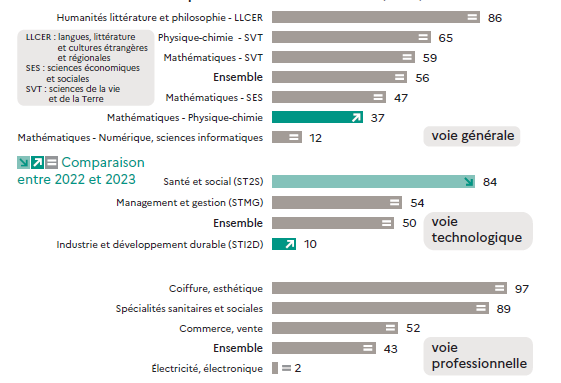 Humanités littérature et philosophie - LLCER 86
LLCER : langues, littérature
et cultures étrangères
et régionales
SES : sciences économiques
et sociales
SVT : sciences de la vie
et de la Terre
Physique-chimie - SVT 65
Mathématiques - SVT 59
Ensemble 56
Mathématiques - SES 47
Mathématiques - Physique-chimie 37
Mathématiques - Numérique, sciences informatiques 12
voie générale
Comparaison
entre 2022 et 2023
Santé et social (ST2S) 84
Management et gestion (STMG) 54
Ensemble 50
voie
technologique
Industrie et développement durable (STI2D) 10
Coiffure, esthétique 97
Spécialités sanitaires et sociales 89
Commerce, vente 52
Ensemble 43
voie
professionnelle
Électricité, électronique = 2